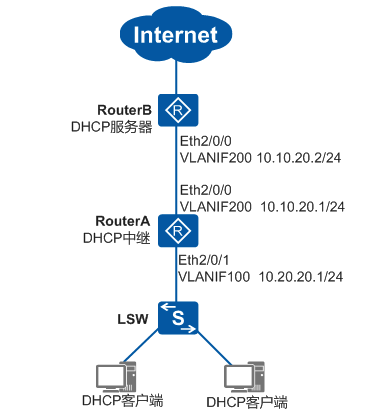 Internet
RouterB
DHCP服务器
Eth2/0/0
VLANIF200 10.10.20.2/24
Eth2/0/0
VLANIF200 10.10.20.1/24
RouterA
DHCP中继
Eth2/0/1
VLANIF100 10.20.20.1/24
LSW
DHCP客户端
DHCP客户端
R
R
S